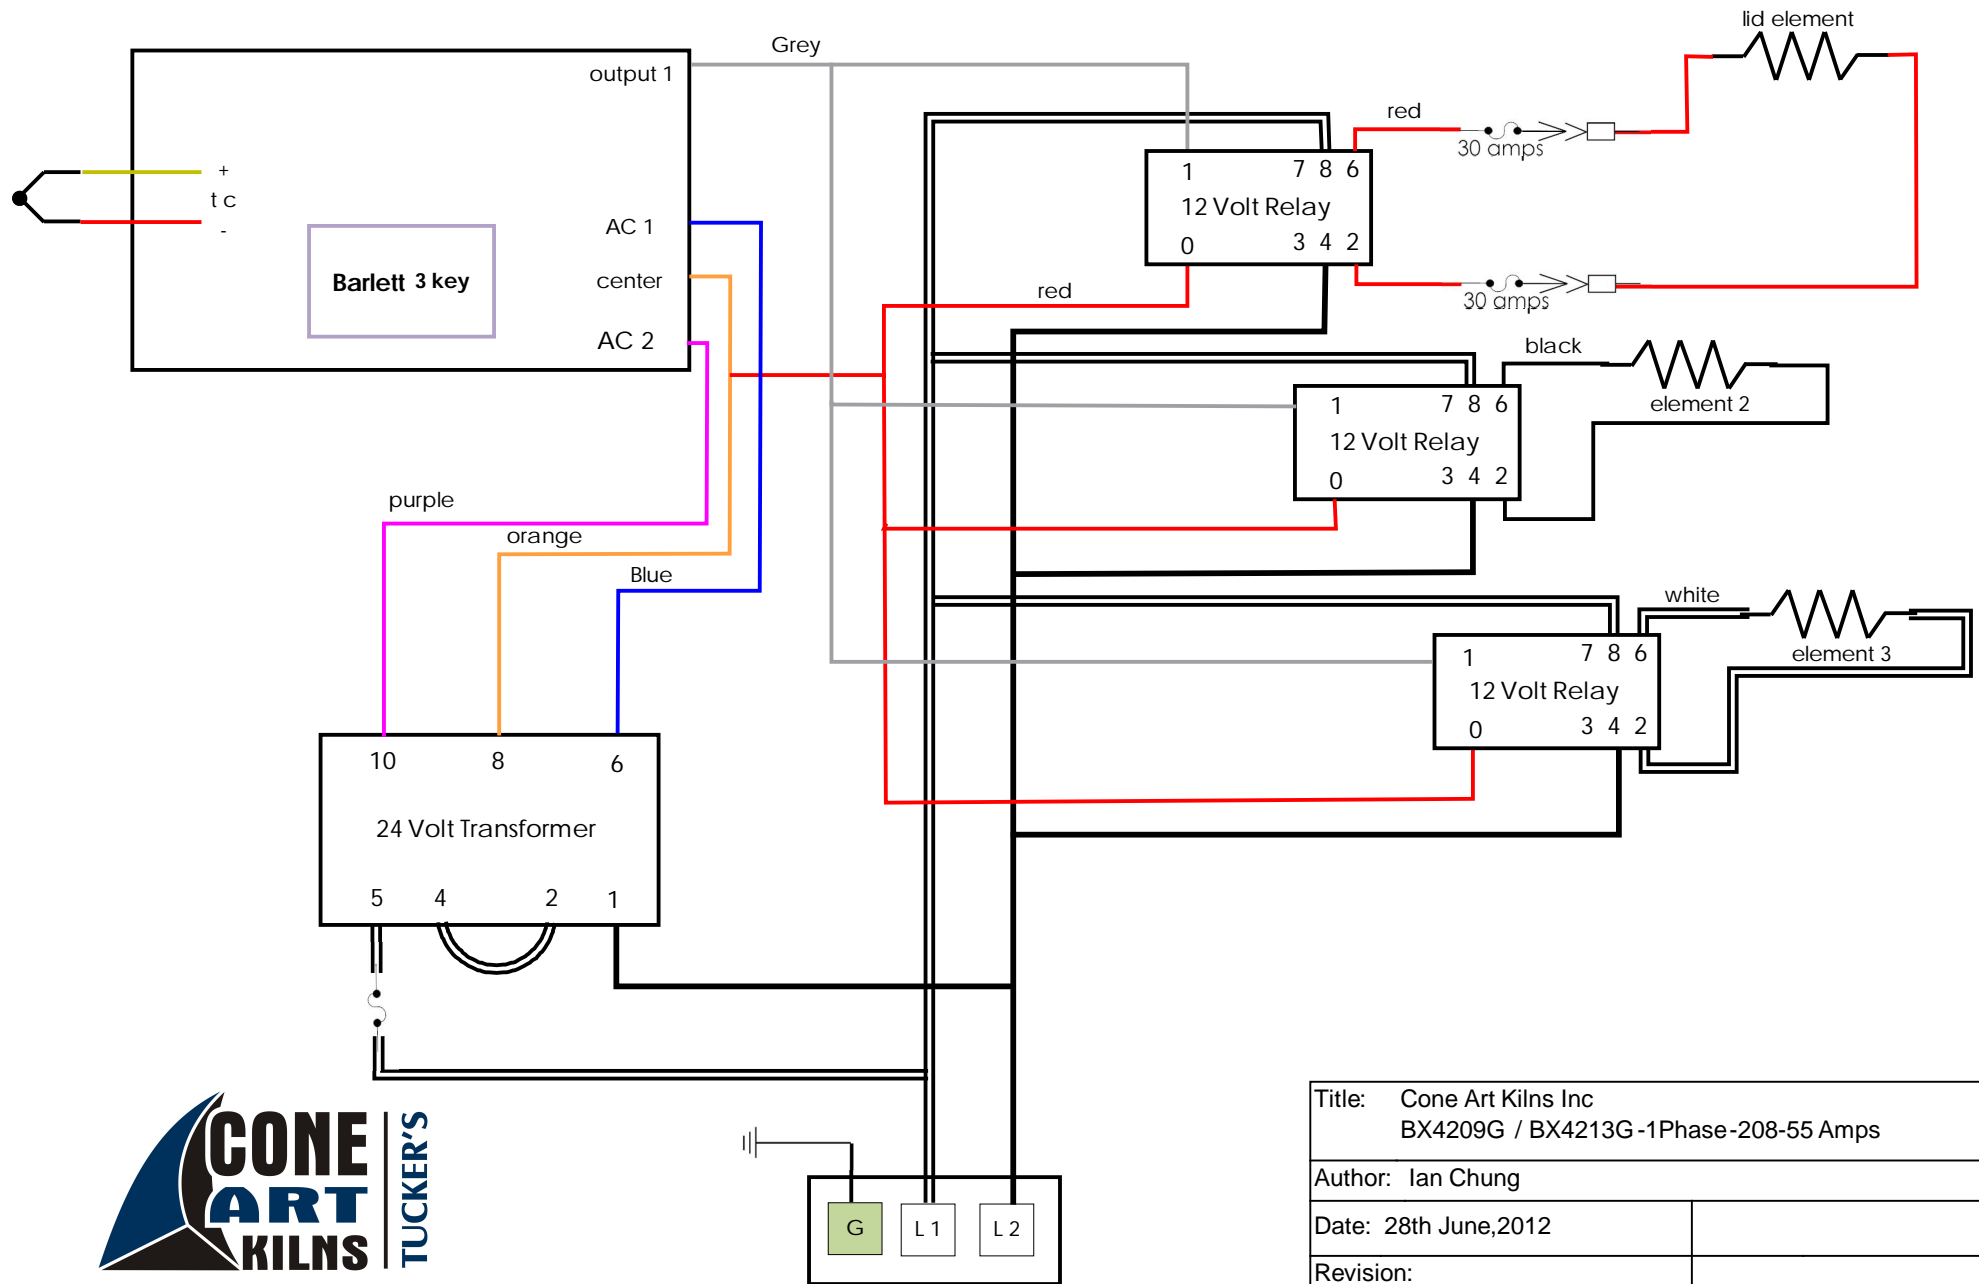 lid element
Grey
output 1
red
30 amps
1 7 8 6
12 Volt Relay
0 3 4 2
+
t c
-
AC 1
Barlett 3 key
center
AC 2
red
30 amps
black
element 2
1 7 8 6
12 Volt Relay
0 3 4 2
purple
orange
Blue
white
element 3
1 7 8 6
12 Volt Relay
0 3 4 2
10 8 6
24 Volt Transformer
5 4 2 1
CONE
ART
KILNS
TUCKER'S
G L 1 L 2
Title: Cone Art Kilns Inc
BX4209G / BX4213G-1Phase-208-55 Amps
Author: Ian Chung
Date: 28th June,2012
Revision: